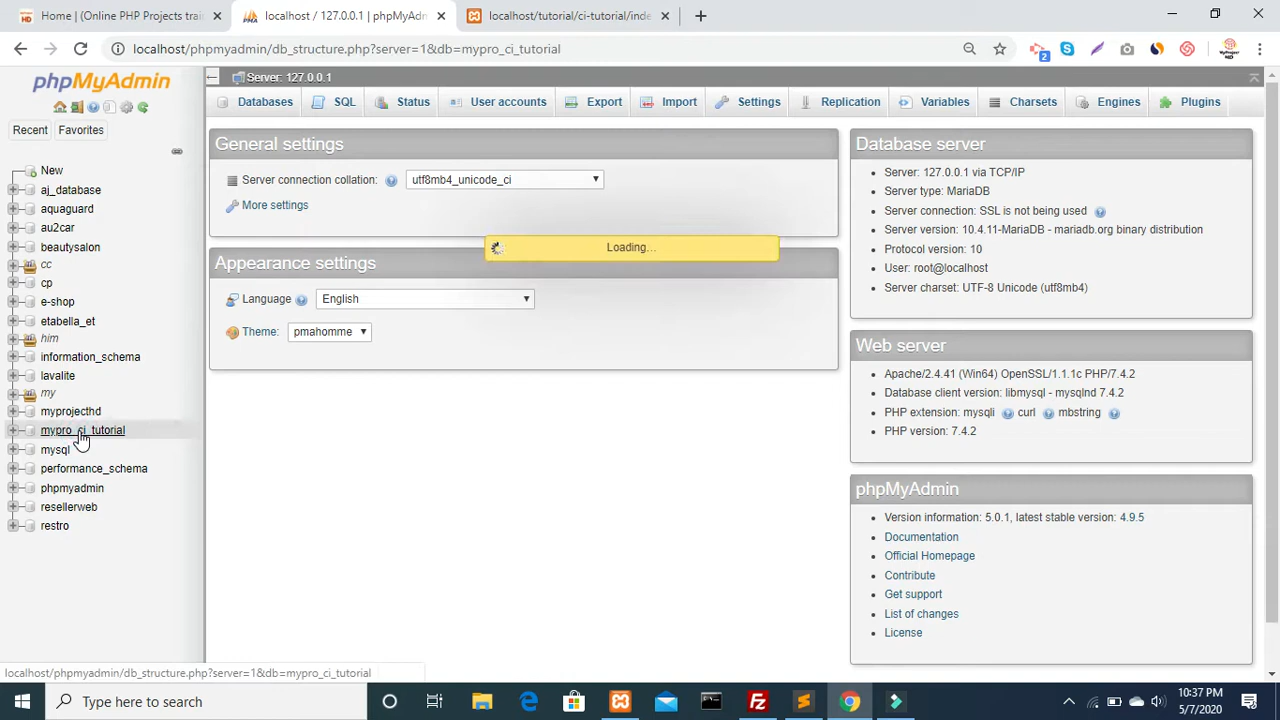 Home | (Online PHP Projects train
localhost / 127.0.0.1 | phpMyAdm
localhost/tutorial/ci-tutorial/inde
localhost/phpmyadmin/db_structure.php?server=1&db=mypro_ci_tutorial
2
phpMyAdmin
Recent
Favorites
New
aj_database
aquaguard
au2car
beautysalon
cc
cp
e-shop
etabella_et
him
information_schema
lavalite
my
myprojecthd
mypro_ci_tutorial
mysql
performance_schema
phpmyadmin
resellerweb
restro
Server: 127.0.0.1
Databases
SQL
Status
User accounts
Export
Import
Settings
Replication
Variables
Charsets
Engines
Plugins
General settings
Server connection collation:
utf8mb4_unicode_ci
More settings
Loading…
Appearance settings
Language
English
Theme:
pmahomme
Database server
Server: 127.0.0.1 via TCP/IP
Server type: MariaDB
Server connection: SSL is not being used
Server version: 10.4.11-MariaDB - mariadb.org binary distribution
Protocol version: 10
User: root@localhost
Server charset: UTF-8 Unicode (utf8mb4)
Web server
Apache/2.4.41 (Win64) OpenSSL/1.1.1c PHP/7.4.2
Database client version: libmysql - mysqlnd 7.4.2
PHP extension: mysqli curl mbstring
PHP version: 7.4.2
phpMyAdmin
Version information: 5.0.1, latest stable version: 4.9.5
Documentation
Official Homepage
Contribute
Get support
List of changes
License
localhost/phpmyadmin/db_structure.php?server=1&db=mypro_ci_tutorial
Type here to search
10:37 PM
5/7/2020